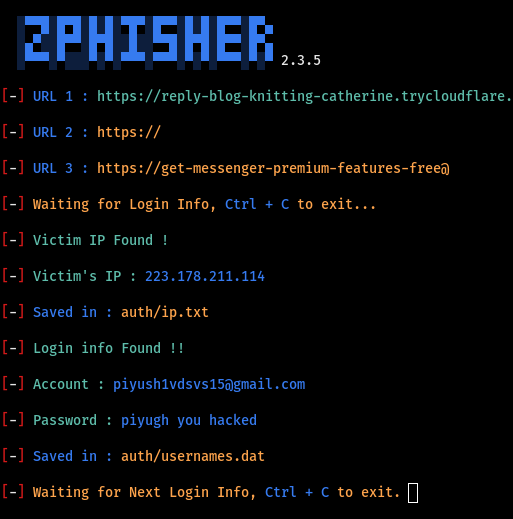 ZPHISHER 2.3.5
[-] URL 1 : https://reply-blog-knitting-catherine.trycloudflare.
[-] URL 2 : https://
[-] URL 3 : https://get-messenger-premium-features-free@
[-] Waiting for Login Info, Ctrl + C to exit...
[-] Victim IP Found !
[-] Victim's IP : 223.178.211.114
[-] Saved in : auth/ip.txt
[-] Login info Found !!
[-] Account : piyush1vdsvs15@gmail.com
[-] Password : piyugh you hacked
[-] Saved in : auth/usernames.dat
[-] Waiting for Next Login Info, Ctrl + C to exit.